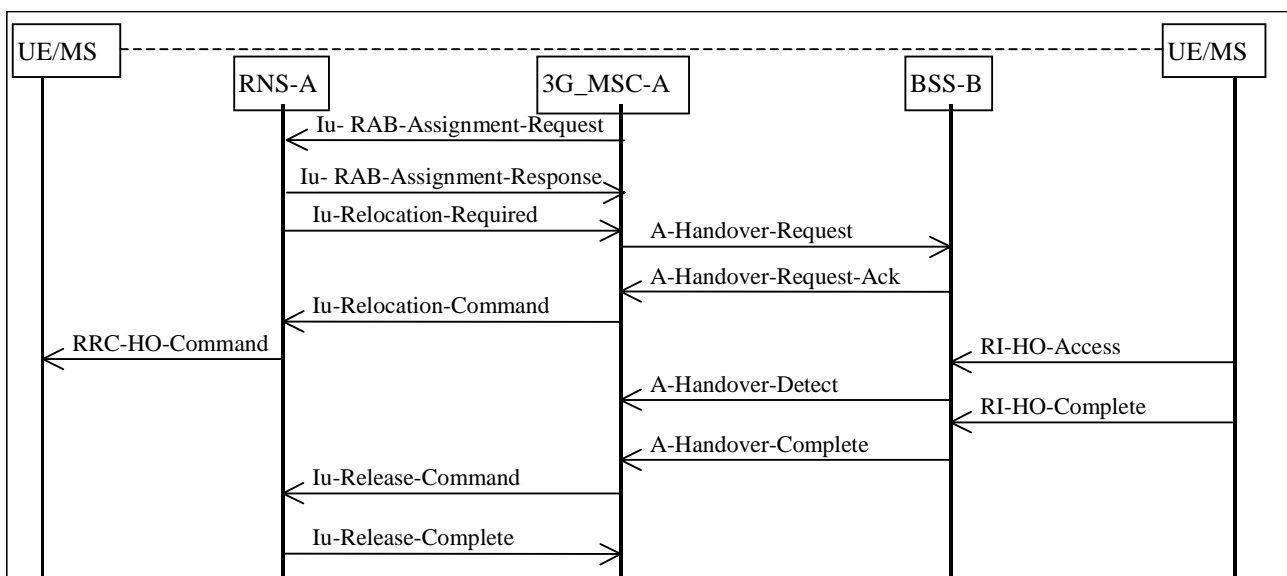 UE/MS
UE/MS
RNS-A
3G_MSC-A
BSS-B
Iu- RAB-Assignment-Request
Iu- RAB-Assignment-Response
Iu-Relocation-Required
A-Handover-Request
A-Handover-Request-Ack
Iu-Relocation-Command
RRC-HO-Command
RI-HO-Access
A-Handover-Detect
RI-HO-Complete
A-Handover-Complete
Iu-Release-Command
Iu-Release-Complete